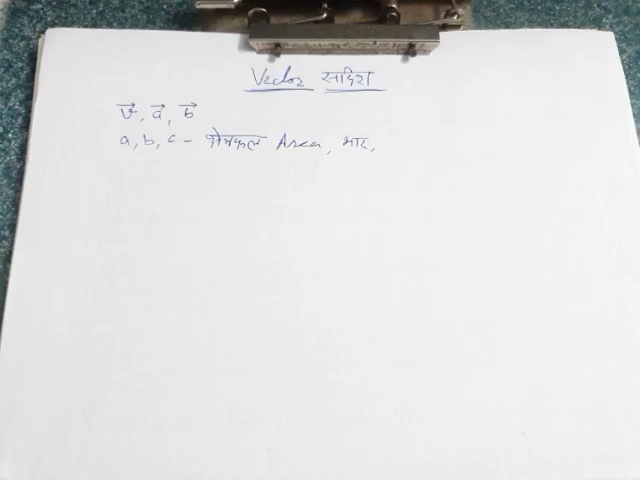 Vector सदिश
v⃗, a⃗, b⃗
a, b, c - क्षेत्रफल Area, भार,